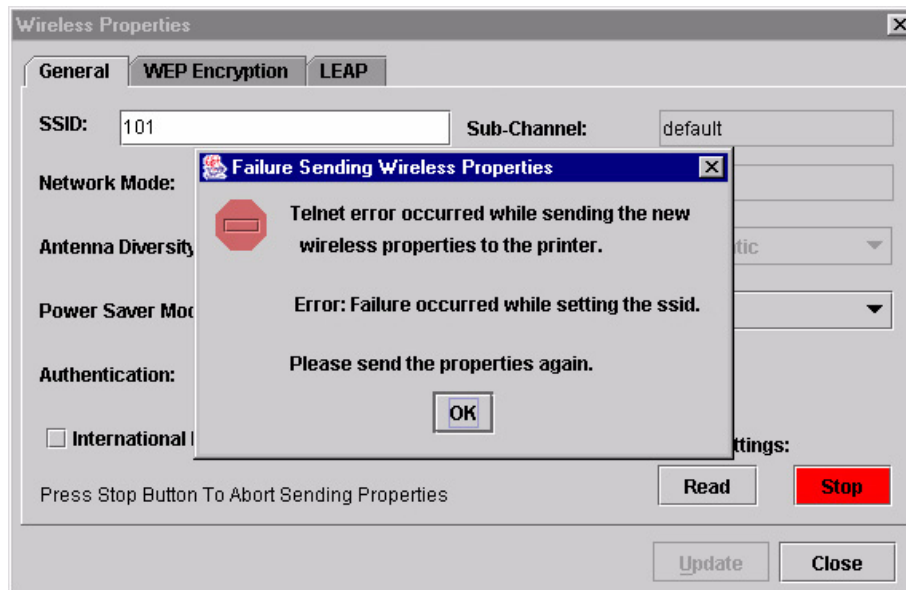 Wireless Properties
General WEP Encryption LEAP
SSID: 101 Sub-Channel: default
Failure Sending Wireless Properties
Network Mode:
Telnet error occurred while sending the new
wireless properties to the printer.
Antenna Diversity
Error: Failure occurred while setting the ssid.
Power Saver
Please send the properties again.
Authentication:
OK
International
Press Stop Button To Abort Sending Properties
Read Stop
Update Close